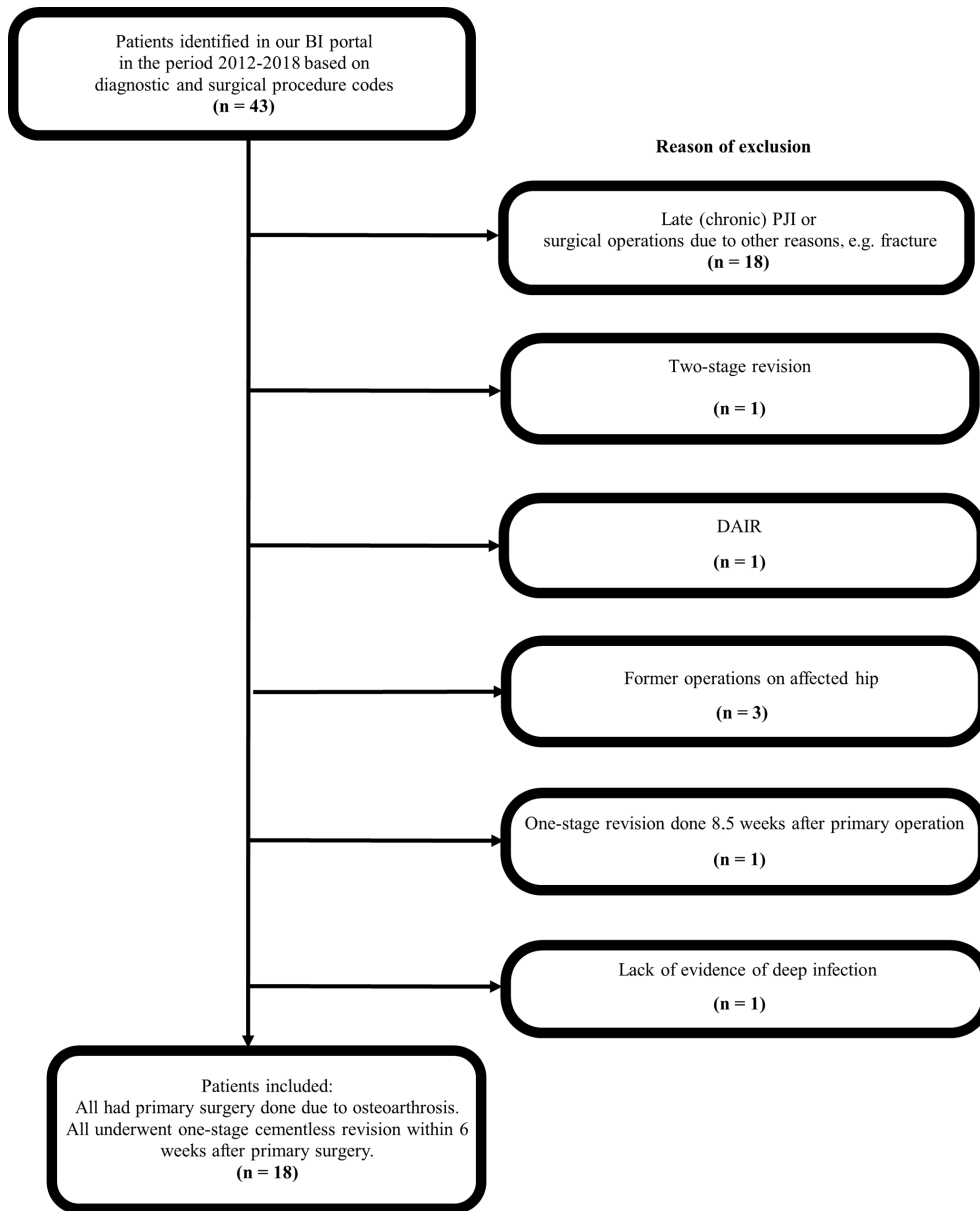 Patients identified in our BI portal
in the period 2012-2018 based on
diagnostic and surgical procedure codes
(n = 43)
Reason of exclusion
Late (chronic) PJI or
surgical operations due to other reasons, e.g. fracture
(n = 18)
Two-stage revision
(n = 1)
DAIR
(n = 1)
Former operations on affected hip
(n = 3)
One-stage revision done 8.5 weeks after primary operation
(n = 1)
Lack of evidence of deep infection
(n = 1)
Patients included:
All had primary surgery done due to osteoarthrosis.
All underwent one-stage cementless revision within 6
weeks after primary surgery.
(n = 18)